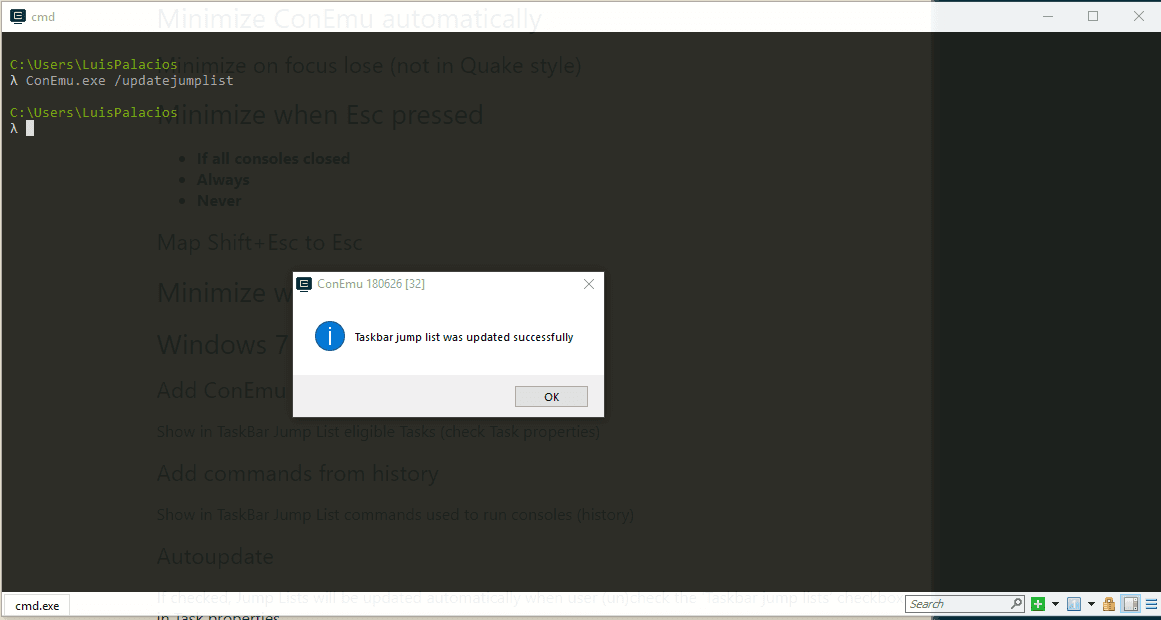 Minimize ConEmu automatically
cmd
Minimize on focus lose (not in Quake style)
C:\Users\LuisPalacios
λ ConEmu.exe /updatejumplist
C:\Users\LuisPalacios
Minimize when Esc pressed
λ
If all consoles closed
Always
Never
Map Shift+Esc to Esc
ConEmu 180626 [32]
Minimize w
Taskbar jump list was updated successfully
Windows 7
Add ConEmu
OK
Show in TaskBar Jump List eligible Tasks (check Task properties)
Add commands from history
Show in TaskBar Jump List commands used to run consoles (history)
Autoupdate
If checked, Jump Lists will be updated automatically when user (un)check the 'Taskbar jump lists' checkbox
cmd.exe
Search
1
in Task properties